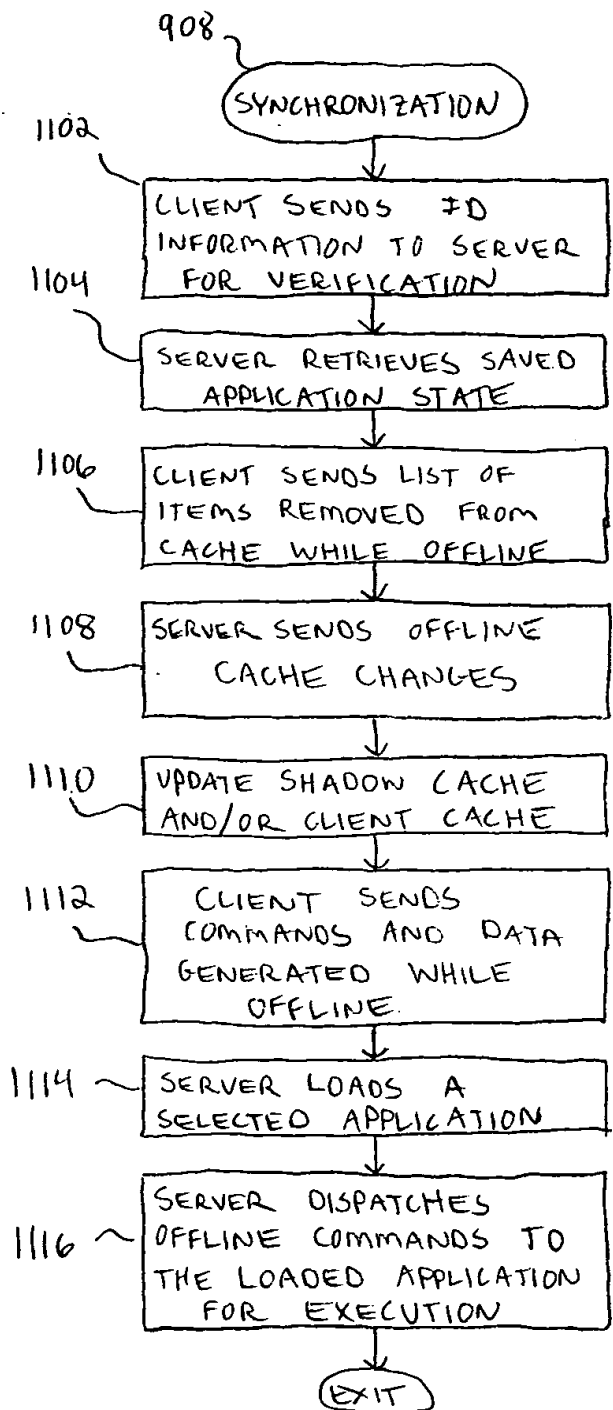 908
SYNCHRONIZATION
1102
CLIENT SENDS ID
INFORMATION TO SERVER
FOR VERIFICATION
1104
SERVER RETRIEVES SAVED
APPLICATION STATE
1106
CLIENT SENDS LIST OF
ITEMS REMOVED FROM
CACHE WHILE OFFLINE
1108
SERVER SENDS OFFLINE
CACHE CHANGES
1110
UPDATE SHADOW CACHE
AND/OR CLIENT CACHE
1112
CLIENT SENDS
COMMANDS AND DATA
GENERATED WHILE
OFFLINE.
1114
SERVER LOADS A
SELECTED APPLICATION
1116
SERVER DISPATCHES
OFFLINE COMMANDS TO
THE LOADED APPLICATION
FOR EXECUTION
EXIT